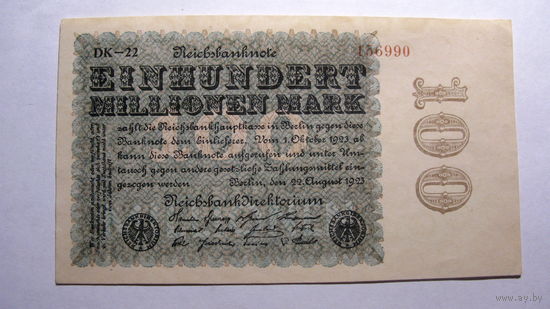 DK–22 Reichsbanknote 156990
EINHUNDERT
MILLIONEN MARK
zahlt die Reichsbankhauptkasse in Berlin gegen diese
Banknote dem Einlieferer. Vom 1. Oktober 1923 ab
kann diese Banknote aufgerufen und unter Um-
tausch gegen andere gesetzliche Zahlungsmittel ein-
gezogen werden Berlin, den 22. August 1923
Reichsbankdirektorium
100
100
www.ay.by